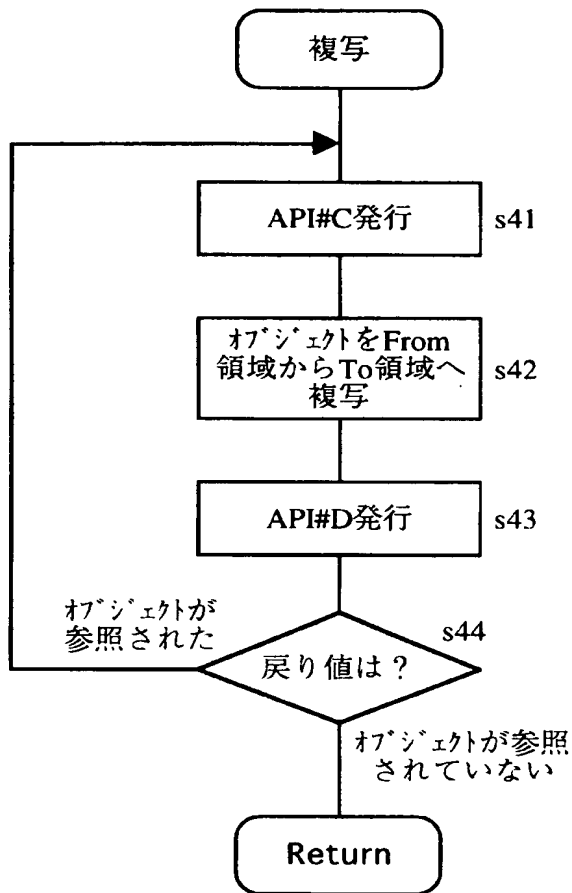 複写
API#C発行
s41
ｵﾌﾞｼﾞｪｸﾄをFrom
領域からTo領域へ
複写
s42
API#D発行
s43
ｵﾌﾞｼﾞｪｸﾄが
参照された
s44
戻り値は？
ｵﾌﾞｼﾞｪｸﾄが参照
されていない
Return